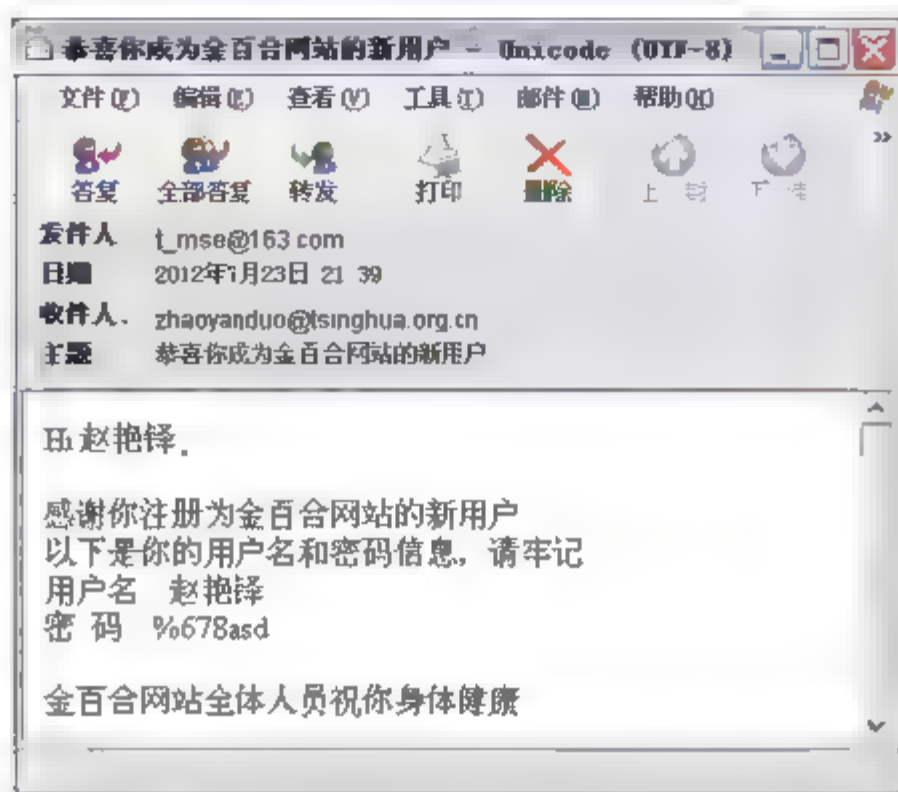 恭喜你成为金百合网站的新用户 - Unicode (UTF-8)
文件(F) 编辑(E) 查看(V) 工具(T) 邮件(M) 帮助(H)
答复 全部答复 转发 打印 删除 上一封 下一封
发件人 t_mse@163.com
日期 2012年1月23日 21:39
收件人: zhaoyanduo@tsinghua.org.cn
主题 恭喜你成为金百合网站的新用户
Hi 赵艳铎,
感谢你注册为金百合网站的新用户
以下是你的用户名和密码信息, 请牢记
用户名 赵艳铎
密 码 %678asd
金百合网站全体人员祝你身体健康